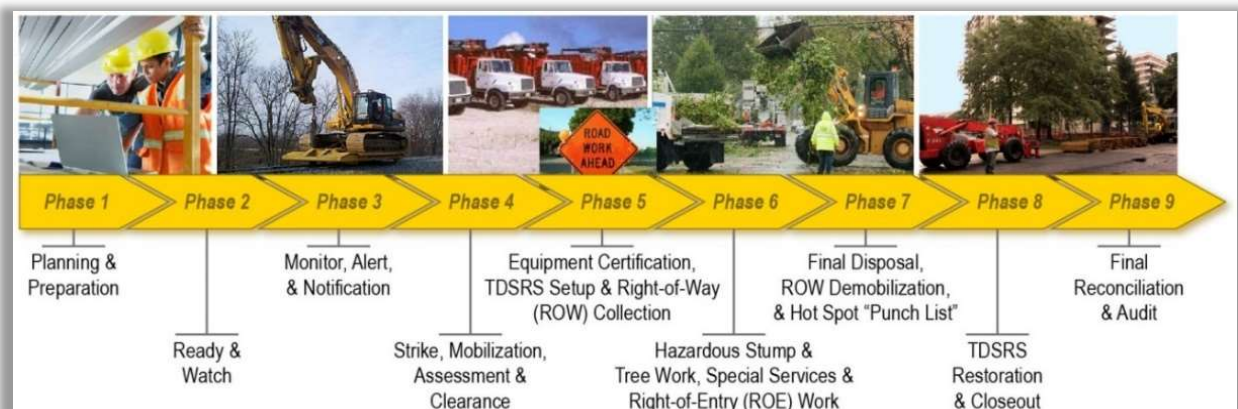 ROAD
WORK
AHEAD
Phase 1
Phase 2
Phase 3
Phase 4
Phase 5
Phase 6
Phase 7
Phase 8
Phase 9
Planning &
Preparation
Ready &
Watch
Monitor, Alert,
& Notification
Strike, Mobilization,
Assessment &
Clearance
Equipment Certification,
TDSRS Setup & Right-of-Way
(ROW) Collection
Hazardous Stump &
Tree Work, Special Services &
Right-of-Entry (ROE) Work
Final Disposal,
ROW Demobilization,
& Hot Spot “Punch List”
TDSRS
Restoration
& Closeout
Final
Reconciliation
& Audit